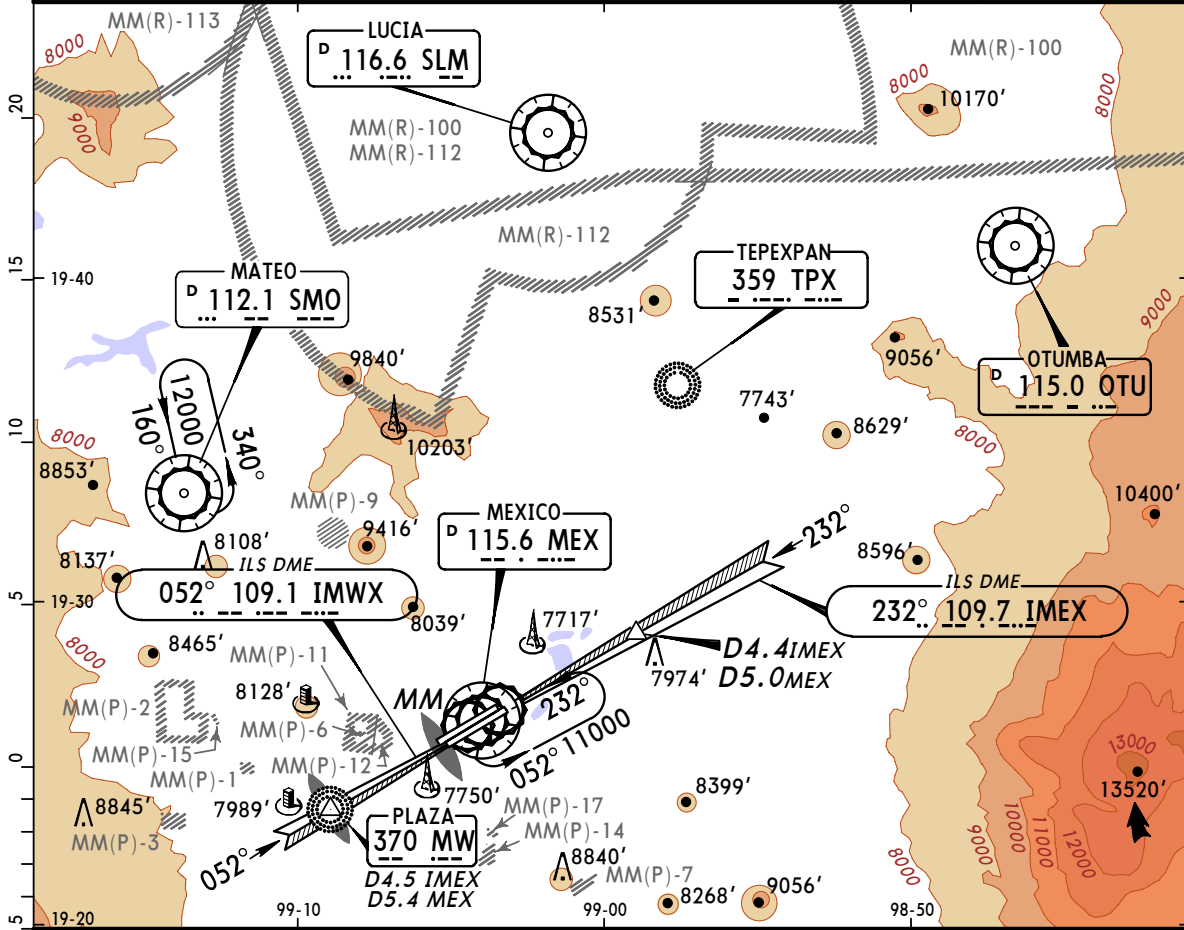 MM(R)-113
8000
9000
LUCIA
D 116.6 SLM
MM(R)-100
MM(R)-112
MM(R)-100
8000
10170'
8000
20
15
19-40
MATEO
D 112.1 SMO
MM(R)-112
TEPEXPAN
359 TPX
8531'
9000
9056'
OTUMBA
D 115.0 OTU
9840'
12000
160°
340°
10203'
7743'
8629'
8000
10
8000
8853'
MM(P)-9
10400'
9416'
MEXICO
D 115.6 MEX
232°
8108'
8137'
8596'
ILS DME
052° 109.1 IMWX
ILS DME
232° 109.7 IMEX
5
19-30
8039'
7717'
8465'
8000
MM(P)-11
D4.4 IMEX
D5.0 MEX
7974'
8128'
MM
232°
052° 11000
MM(P)-2
MM(P)-6
MM(P)-15
MM(P)-12
MM(P)-1
0
13000
13520'
8399'
7750'
7989'
8845'
MM(P)-3
MM(P)-17
MM(P)-14
PLAZA
370 MW
D4.5 IMEX
D5.4 MEX
052°
8840'
MM(P)-7
8268'
9056'
8000
9000
10000
11000
12000
5
19-20
99-10
99-00
98-50